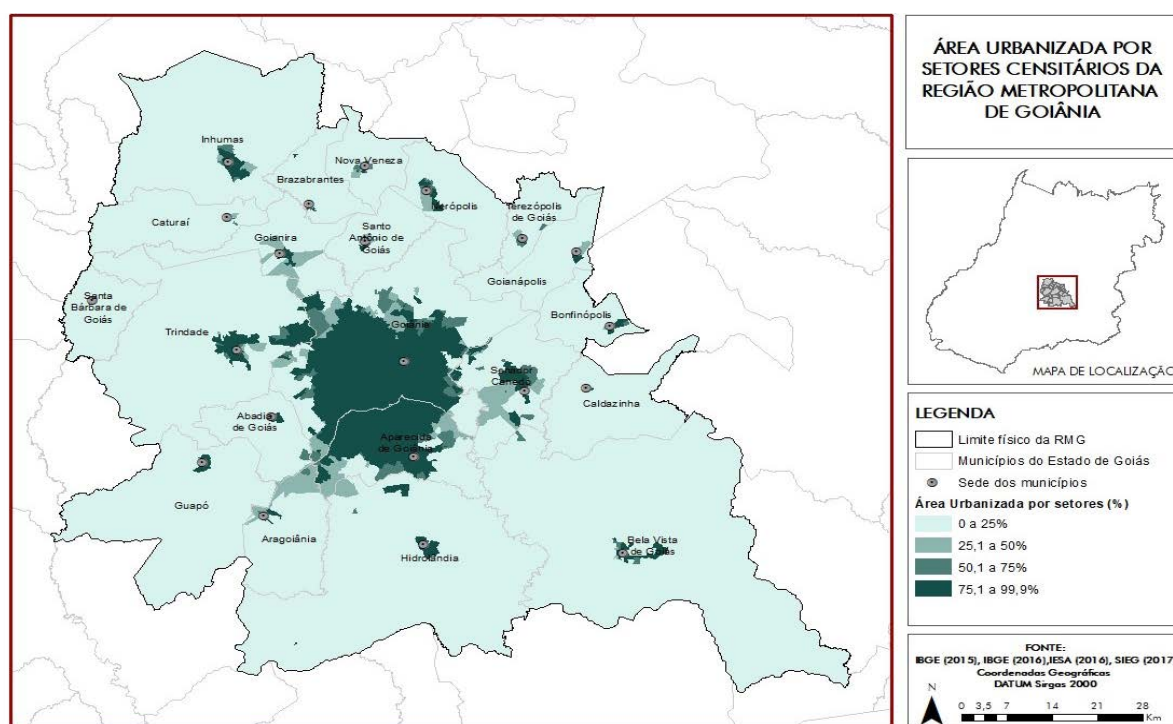 Inhumas
Nova Veneza
Brazabrantes
Nerópolis
Terezópolis
de Goiás
Caturaí
Santo
Antônio de
Goiás
Goianira
Goianápolis
Santa
Bárbara de
Goiás
Bonfinópolis
Trindade
Goiânia
Senador
Canedo
Caldazinha
Abadia
de Goiás
Aparecida
de Goiânia
Guapó
Aragoiânia
Hidrolândia
Bela Vista
de Goiás
ÁREA URBANIZADA POR
SETORES CENSITÁRIOS DA
REGIÃO METROPOLITANA
DE GOIÂNIA
MAPA DE LOCALIZAÇÃO
LEGENDA
Limite físico da RMG
Municípios do Estado de Goiás
Sede dos municípios
Área Urbanizada por setores (%)
0 a 25%
25,1 a 50%
50,1 a 75%
75,1 a 99,9%
FONTE:
IBGE (2015), IBGE (2016),IESA (2016), SIEG (2017
Coordenadas Geográficas
DATUM Sirgas 2000
N
0 3,5 7 14 21 28
Km